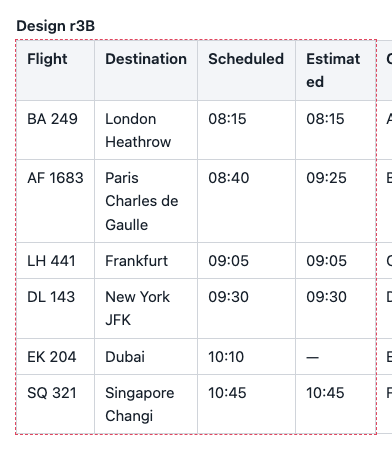 Design r3B
Flight Destination Scheduled Estimat
ed
BA 249 London 08:15 08:15
Heathrow
AF 1683 Paris 08:40 09:25
Charles de
Gaulle
LH 441 Frankfurt 09:05 09:05
DL 143 New York 09:30 09:30
JFK
EK 204 Dubai 10:10 —
SQ 321 Singapore 10:45 10:45
Changi